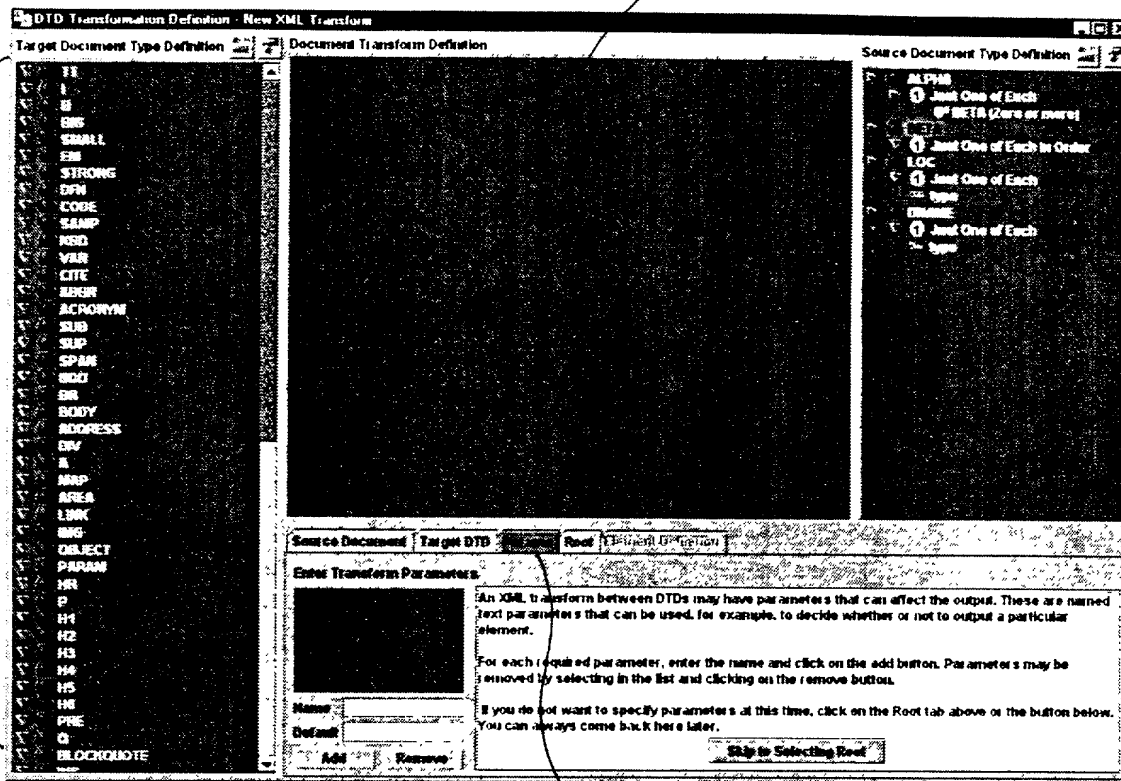 DTD Transformation Definition - New XML Transform
Target Document Type Definition
TT
I
B
BIG
SMALL
EM
STRONG
DFN
CODE
SAMP
KBD
VAR
CITE
ABBR
ACRONYM
SUB
SUP
SPAN
BDO
BR
BODY
ADDRESS
DIV
A
MAP
AREA
LINK
IMG
OBJECT
PARAM
HR
P
H1
H2
H3
H4
H5
H6
PRE
Q
BLOCKQUOTE
Document Transform Definition
Source Document Type Definition
ALPHA
1 Just One of Each
BETA (Zero or more)
1 Just One of Each In Order
LOC
1 Just One of Each
type
1 Just One of Each
type
Source Document Target DTD Root Element Definition
Enter Transform Parameters
Name
Default
Add Remove
An XML transform between DTDs may have parameters that can affect the output. These are named
text parameters that can be used, for example, to decide whether or not to output a particular
element.
For each required parameter, enter the name and click on the add button. Parameters may be
removed by selecting in the list and clicking on the remove button.
If you do not want to specify parameters at this time, click on the Root tab above or the button below.
You can always come back here later.
Skip to Selecting Root